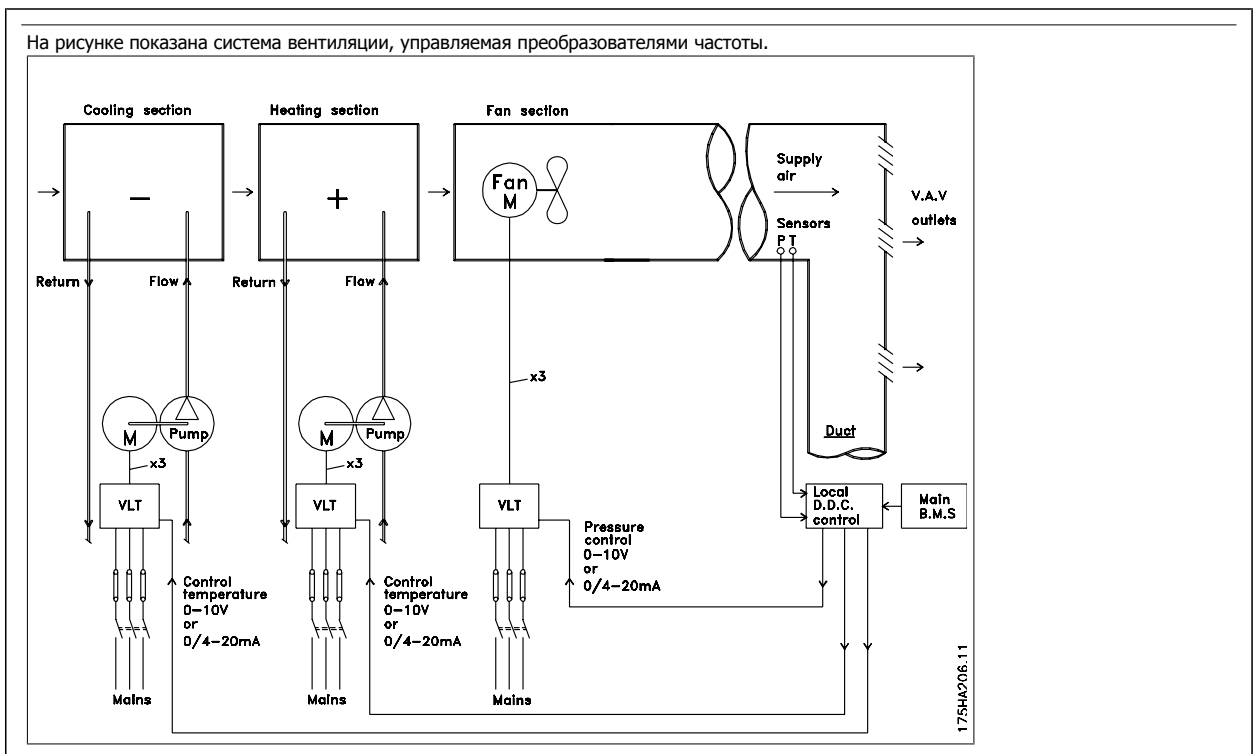 На рисунке показана система вентиляции, управляемая преобразователями частоты.
Cooling section
Heating section
Fan section
−
+
Fan
M
Supply
air
V.A.V
outlets
Sensors
P T
Return
Flow
Return
Flow
x3
M
Pump
M
Pump
Duct
x3
x3
VLT
VLT
VLT
Local
D.D.C.
control
Main
B.M.S
Pressure
control
0−10V
or
0/4−20mA
Control
temperature
0−10V
or
0/4−20mA
Control
temperature
0−10V
or
0/4−20mA
Mains
Mains
Mains
175HA206.11